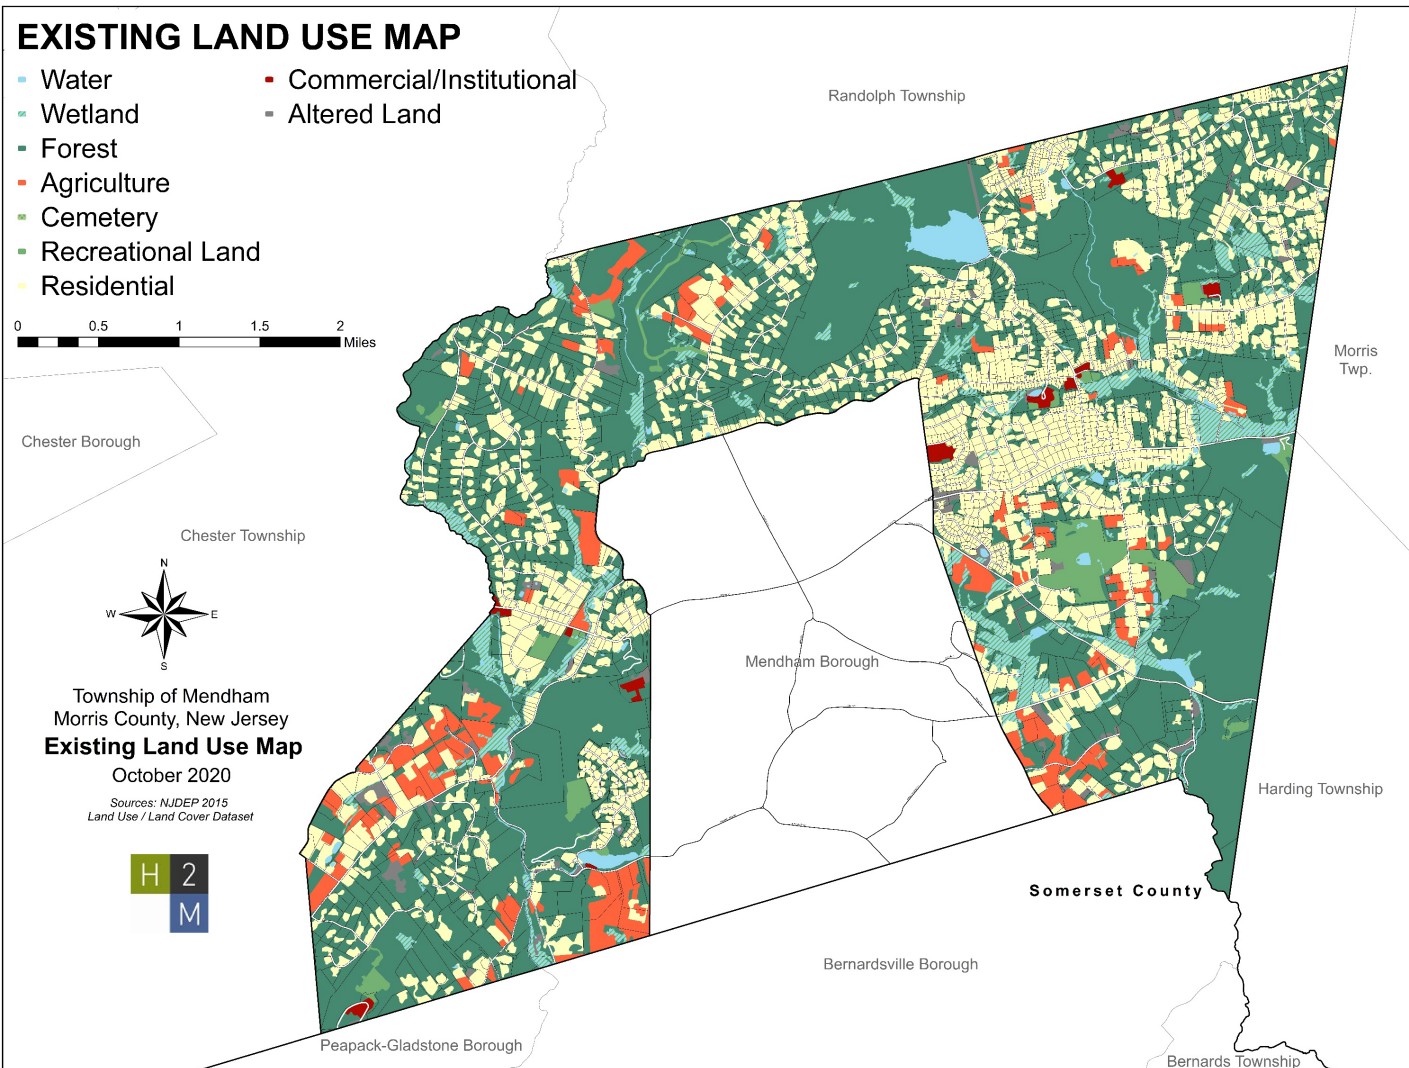 EXISTING LAND USE MAP
Water
Wetland
Forest
Agriculture
Cemetery
Recreational Land
Residential
Commercial/Institutional
Altered Land
0 0.5 1 1.5 2
Miles
Randolph Township
Morris
Twp.
Chester Borough
Chester Township
N
W E
S
Mendham Borough
Township of Mendham
Morris County, New Jersey
Existing Land Use Map
October 2020
Sources: NJDEP 2015
Land Use / Land Cover Dataset
H 2
M
Harding Township
Somerset County
Bernardsville Borough
Peapack-Gladstone Borough
Bernards Township